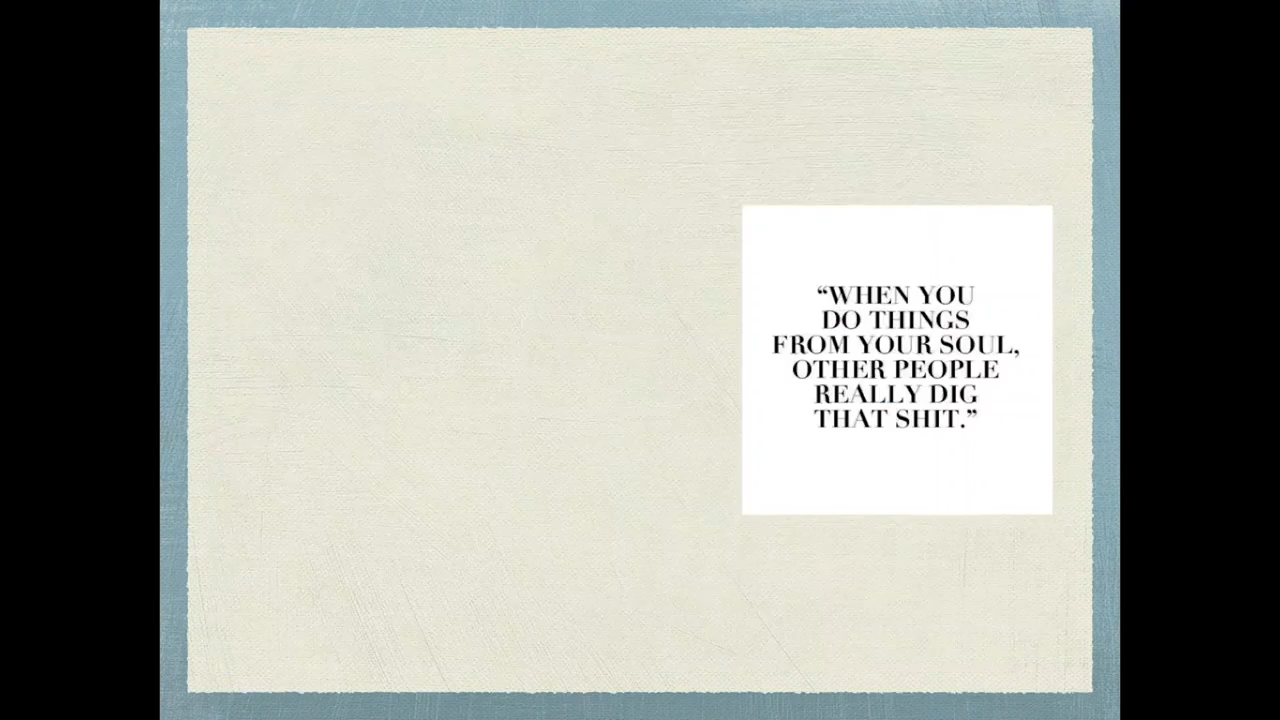 “WHEN YOU
DO THINGS
FROM YOUR SOUL,
OTHER PEOPLE
REALLY DIG
THAT SHIT.”